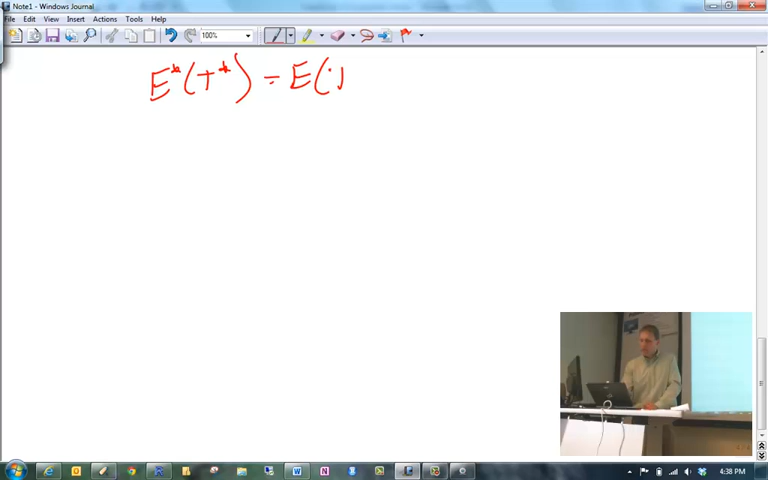 Note1 - Windows Journal
File Edit View Insert Actions Tools Help
100%
E*(T*) = E(
4:38 PM